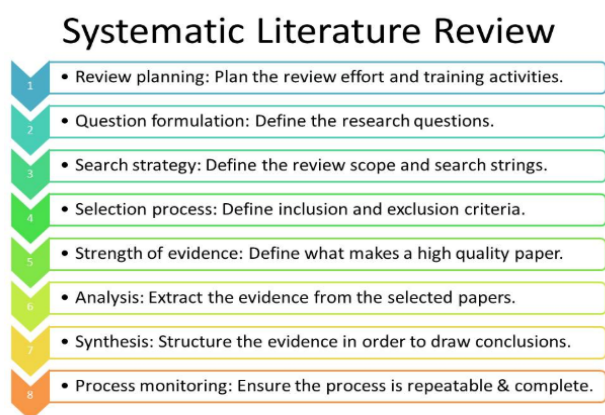 Systematic Literature Review
1
• Review planning: Plan the review effort and training activities.
2
• Question formulation: Define the research questions.
3
• Search strategy: Define the review scope and search strings.
4
• Selection process: Define inclusion and exclusion criteria.
5
• Strength of evidence: Define what makes a high quality paper.
6
• Analysis: Extract the evidence from the selected papers.
7
• Synthesis: Structure the evidence in order to draw conclusions.
8
• Process monitoring: Ensure the process is repeatable & complete.